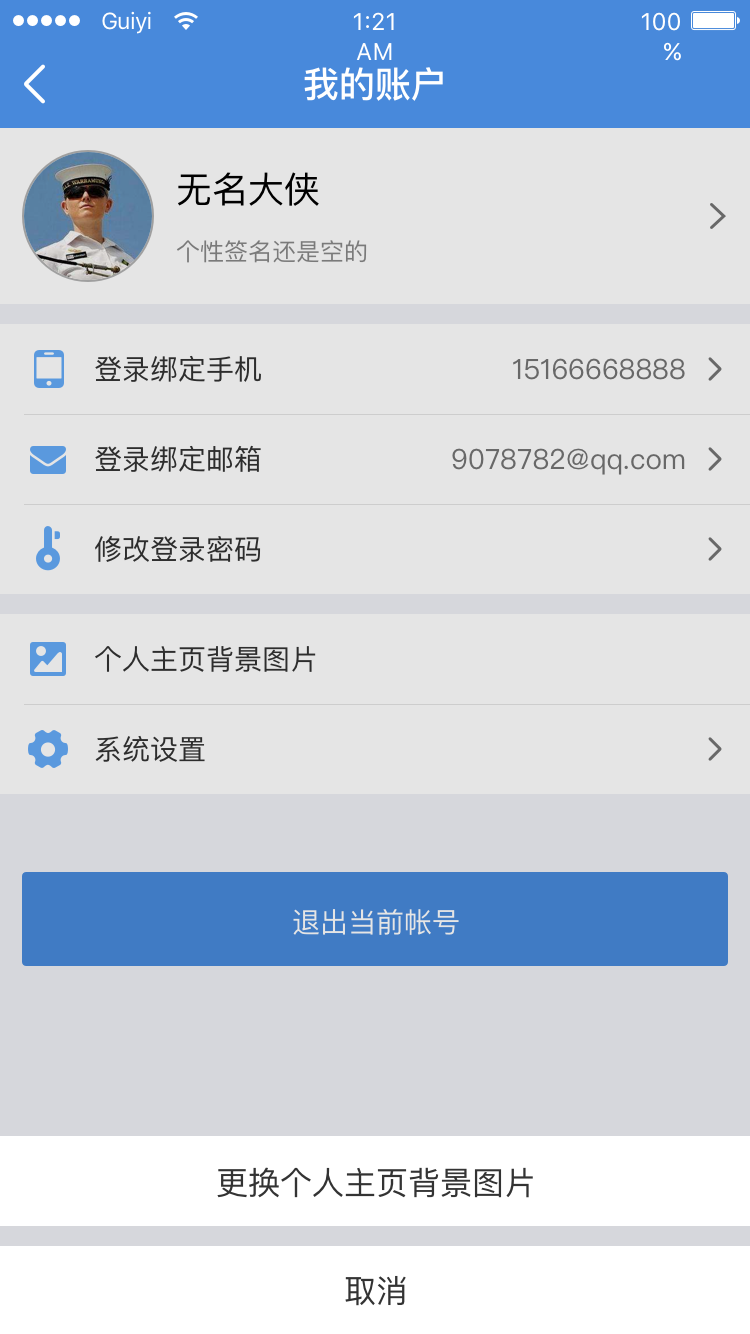 Guiyi 1:21 AM 100 %
我的账户
无名大侠
个性签名还是空的
登录绑定手机 15166668888
登录绑定邮箱 9078782@qq.com
修改登录密码
个人主页背景图片
系统设置
退出当前帐号
更换个人主页背景图片
取消